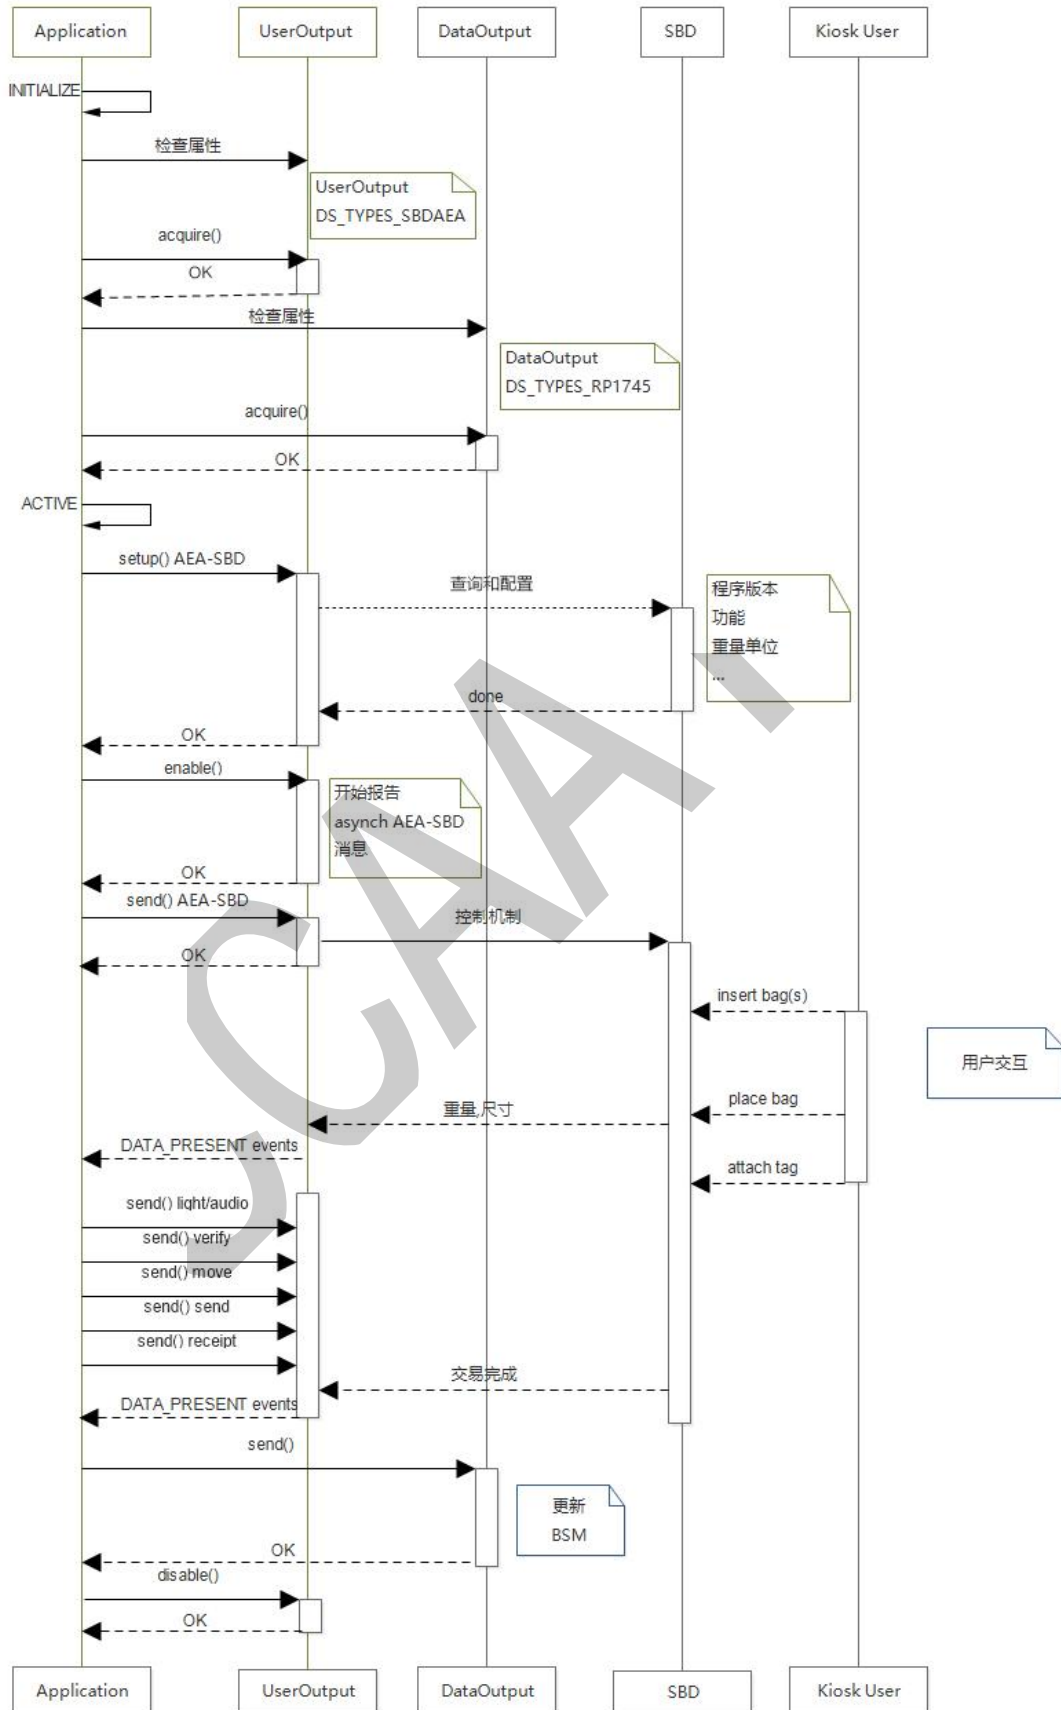 Application
UserOutput
DataOutput
SBD
Kiosk User
INITIALIZE
检查属性
UserOutput
DS_TYPES_SBDAEA
acquire()
OK
检查属性
DataOutput
DS_TYPES_RP1745
acquire()
OK
ACTIVE
setup() AEA-SBD
查询和配置
程序版本
功能
重量单位
...
done
OK
enable()
开始报告
asynch AEA-SBD
消息
OK
send() AEA-SBD
控制机制
OK
insert bag(s)
用户交互
place bag
重量,尺寸
DATA_PRESENT events
attach tag
send() light/audio
send() verify
send() move
send() send
send() receipt
交易完成
DATA_PRESENT events
send()
更新
BSM
OK
disable()
OK
Application
UserOutput
DataOutput
SBD
Kiosk User